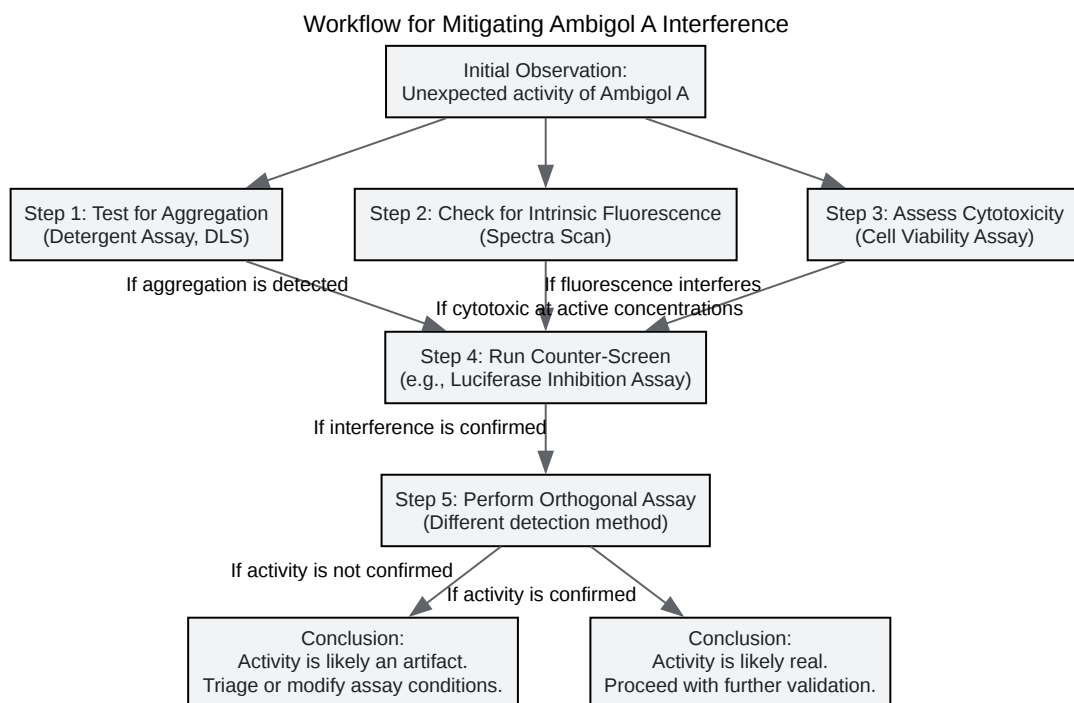 Workflow for Mitigating Ambigol A Interference
Initial Observation:
Unexpected activity of Ambigol A
Step 1: Test for Aggregation
(Detergent Assay, DLS)
Step 2: Check for Intrinsic Fluorescence
(Spectra Scan)
Step 3: Assess Cytotoxicity
(Cell Viability Assay)
If aggregation is detected
If fluorescence interferes
If cytotoxic at active concentrations
Step 4: Run Counter-Screen
(e.g., Luciferase Inhibition Assay)
If interference is confirmed
Step 5: Perform Orthogonal Assay
(Different detection method)
If activity is not confirmed
If activity is confirmed
Conclusion:
Activity is likely an artifact.
Triage or modify assay conditions.
Conclusion:
Activity is likely real.
Proceed with further validation.